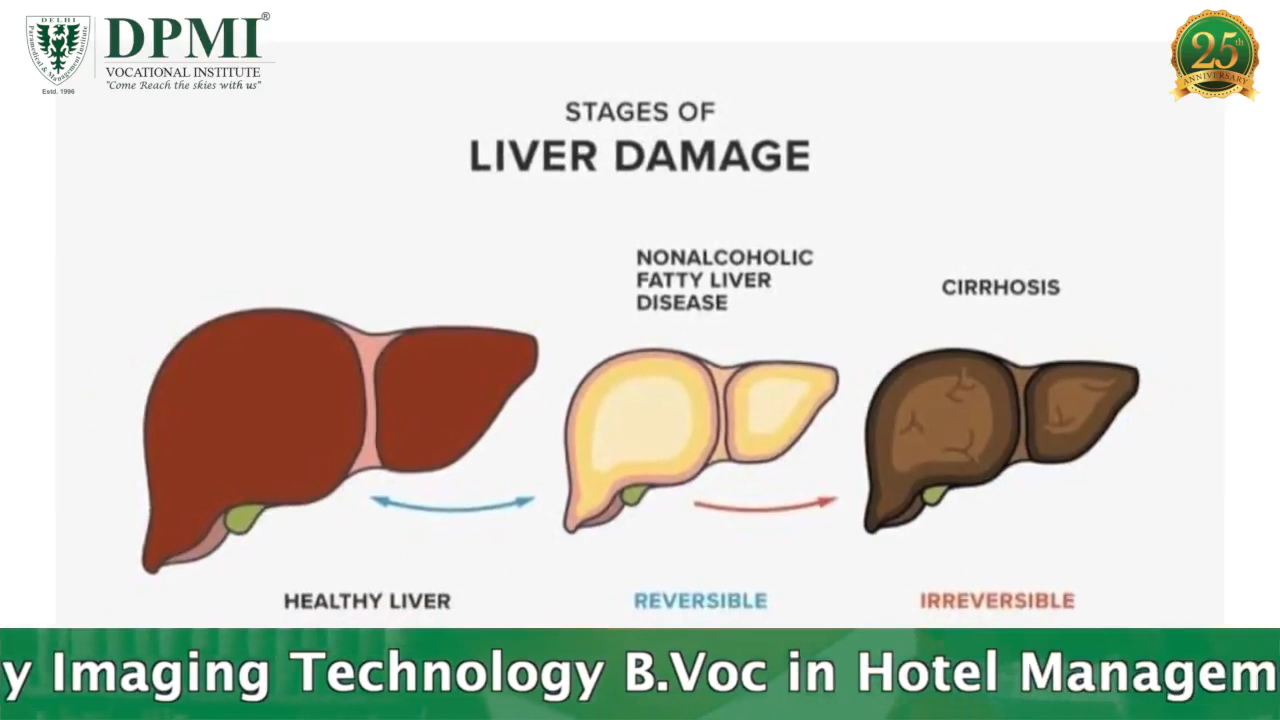 DELHI
Paramedical & Management Institute
Estd. 1996
DPMI®
VOCATIONAL INSTITUTE
"Come Reach the skies with us"
25th
ANNIVERSARY
STAGES OF
LIVER DAMAGE
NONALCOHOLIC
FATTY LIVER
DISEASE
CIRRHOSIS
HEALTHY LIVER
REVERSIBLE
IRREVERSIBLE
y Imaging Technology B.Voc in Hotel Managem